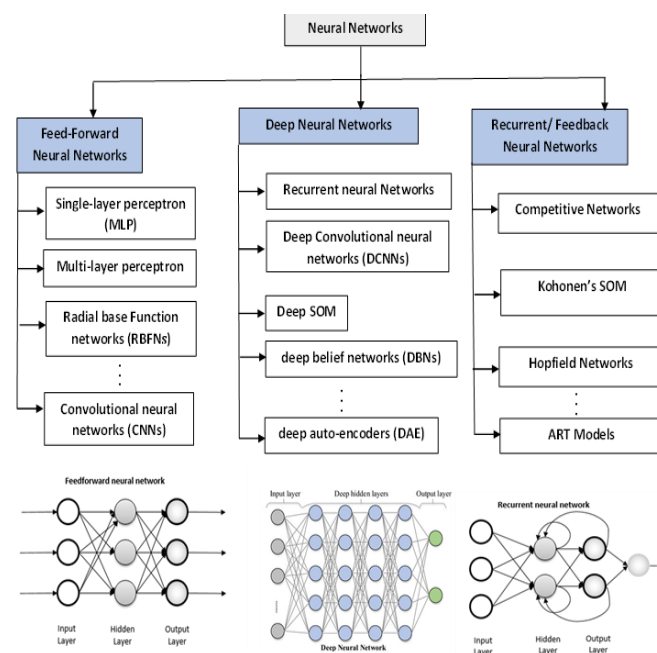 Neural Networks
Feed-Forward
Neural Networks
Single-layer perceptron
(MLP)
Multi-layer perceptron
Radial base Function
networks (RBFNs)
Convolutional neural
networks (CNNs)
Deep Neural Networks
Recurrent neural Networks
Deep Convolutional neural
networks (DCNNs)
Deep SOM
deep belief networks (DBNs)
deep auto-encoders (DAE)
Recurrent/ Feedback
Neural Networks
Competitive Networks
Kohonen's SOM
Hopfield Networks
ART Models
Feedforward neural network
Input
Layer
Hidden
Layer
Output
Layer
Input layer
Deep hidden layers
Output layer
Deep Neural Network
Recurrent neural network
Input
Layer
Hidden
Layer
Output
Layer